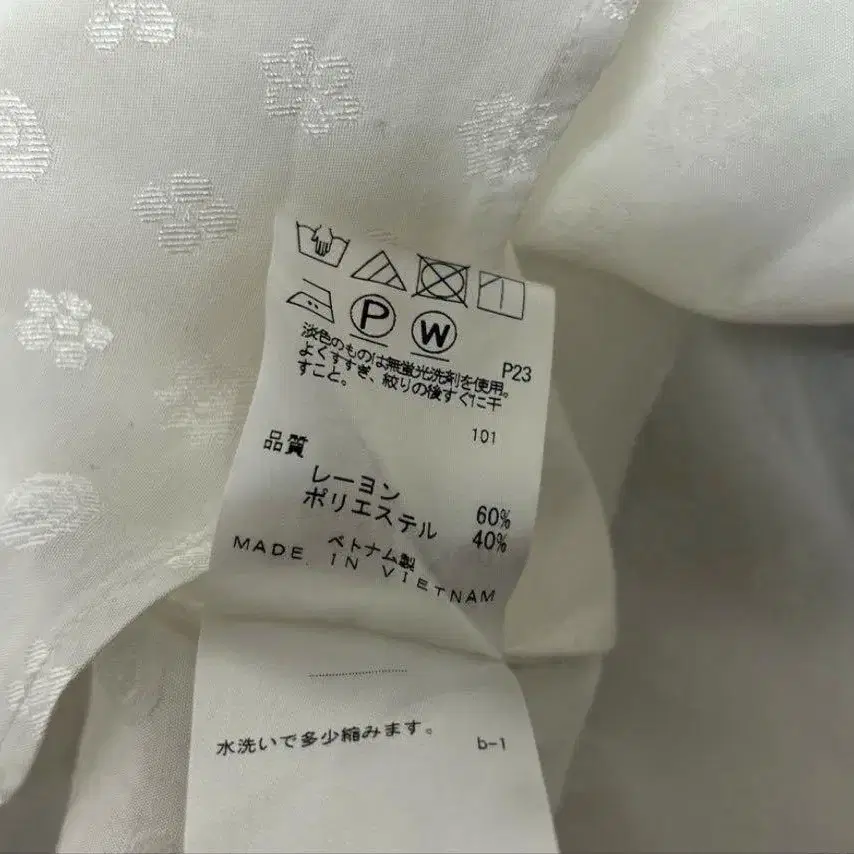 P W
淡色のものは無蛍光洗剤を使用。
よくすすぎ、絞りの後すぐに干
すこと。
P23
101
品質
レーヨン 60%
ポリエステル 40%
ベトナム製
MADE IN VIETNAM
水洗いで多少縮みます。
b-1